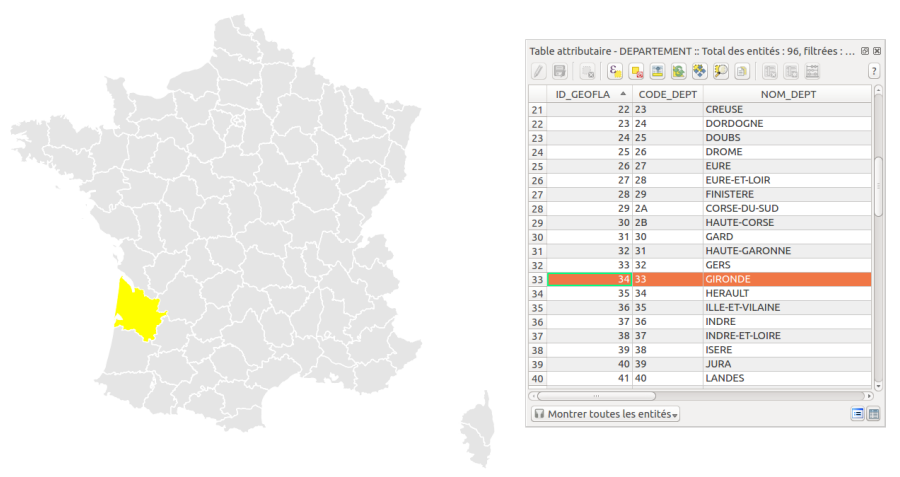 Table attributaire - DEPARTEMENT :: Total des entités : 96, filtrées : ...
ε
?
ID_GEOFLA CODE_DEPT NOM_DEPT
21 22 23 CREUSE
22 23 24 DORDOGNE
23 24 25 DOUBS
24 25 26 DROME
25 26 27 EURE
26 27 28 EURE-ET-LOIR
27 28 29 FINISTERE
28 29 2A CORSE-DU-SUD
29 30 2B HAUTE-CORSE
30 31 30 GARD
31 32 31 HAUTE-GARONNE
32 33 32 GERS
33 34 33 GIRONDE
34 35 34 HERAULT
35 36 35 ILLE-ET-VILAINE
36 37 36 INDRE
37 38 37 INDRE-ET-LOIRE
38 39 38 ISERE
39 40 39 JURA
40 41 40 LANDES
Montrer toutes les entités